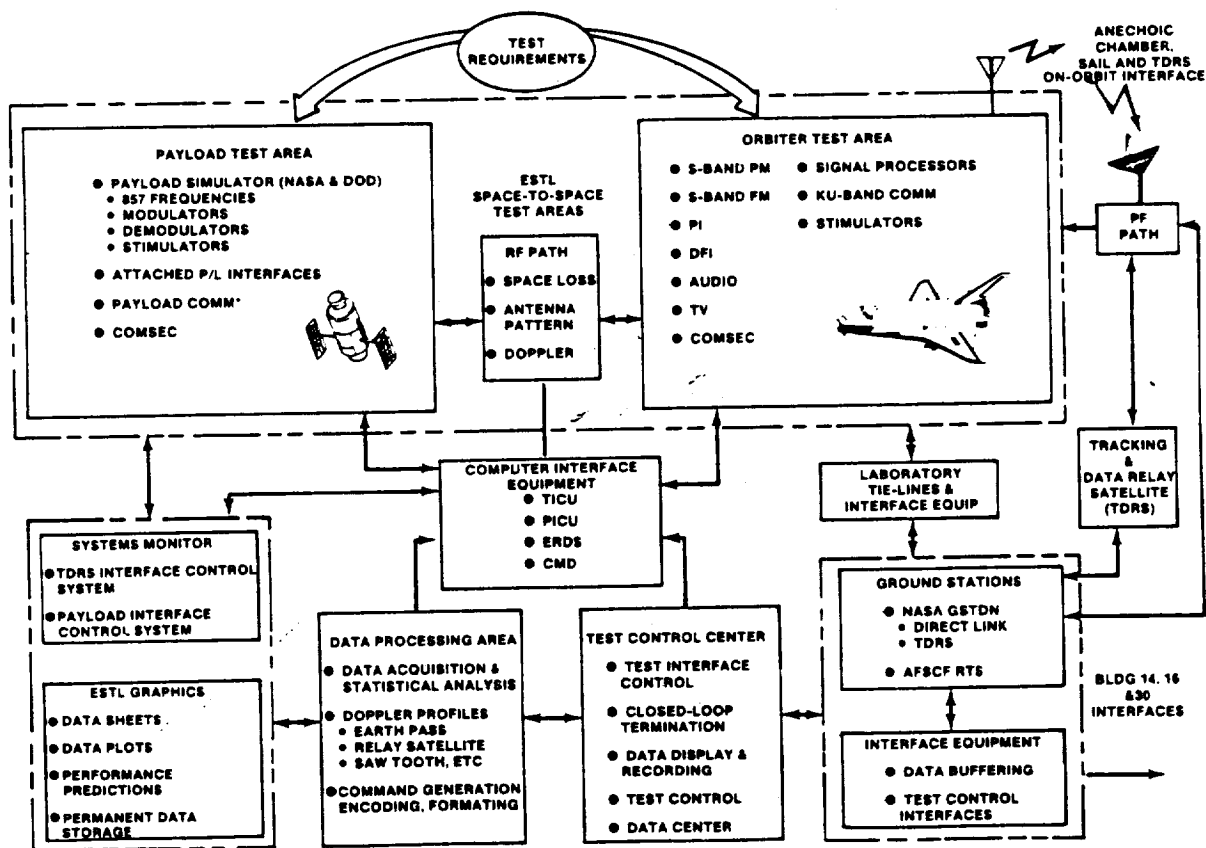 TEST
REQUIREMENTS
ANECHOIC
CHAMBER,
SAIL AND TDRS
ON-ORBIT INTERFACE
PAYLOAD TEST AREA
● PAYLOAD SIMULATOR (NASA & DOD)
● 857 FREQUENCIES
● MODULATORS
● DEMODULATORS
● STIMULATORS
● ATTACHED P/L INTERFACES
● PAYLOAD COMM*
● COMSEC
ESTL
SPACE-TO-SPACE
TEST AREAS
RF PATH
● SPACE LOSS
● ANTENNA
PATTERN
● DOPPLER
ORBITER TEST AREA
● S-BAND PM
● S-BAND FM
● PI
● DFI
● AUDIO
● TV
● COMSEC
● SIGNAL PROCESSORS
● KU-BAND COMM
● STIMULATORS
PF
PATH
TRACKING
&
DATA RELAY
SATELLITE
(TDRS)
COMPUTER INTERFACE
EQUIPMENT
● TICU
● PICU
● ERDS
● CMD
LABORATORY
TIE-LINES &
INTERFACE EQUIP
SYSTEMS MONITOR
● TDRS INTERFACE CONTROL
SYSTEM
● PAYLOAD INTERFACE
CONTROL SYSTEM
ESTL GRAPHICS
● DATA SHEETS
● DATA PLOTS
● PERFORMANCE
PREDICTIONS
● PERMANENT DATA
STORAGE
DATA PROCESSING AREA
● DATA ACQUISITION &
STATISTICAL ANALYSIS
● DOPPLER PROFILES
● EARTH PASS
● RELAY SATELLITE
● SAW TOOTH, ETC
● COMMAND GENERATION
ENCODING, FORMATING
TEST CONTROL CENTER
● TEST INTERFACE
CONTROL
● CLOSED-LOOP
TERMINATION
● DATA DISPLAY &
RECORDING
● TEST CONTROL
● DATA CENTER
GROUND STATIONS
● NASA GSTDN
● DIRECT LINK
● TDRS
● AFSCF RTS
INTERFACE EQUIPMENT
● DATA BUFFERING
● TEST CONTROL
INTERFACES
BLDG 14, 16
&30
INTERFACES